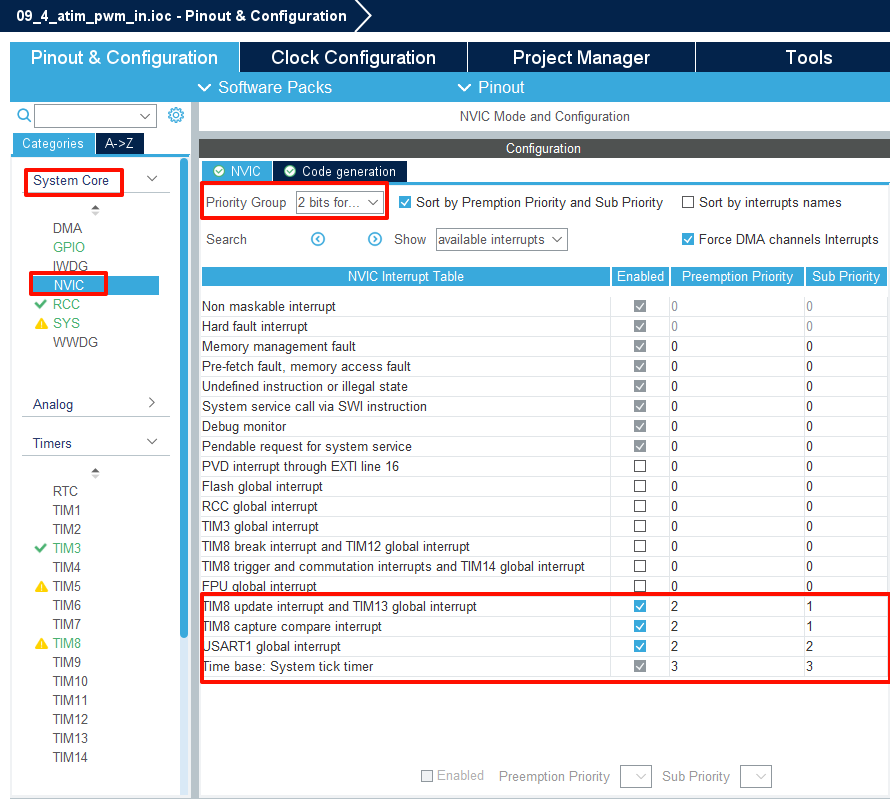 09_4_atim_pwm_in.ioc - Pinout & Configuration
Pinout & Configuration
Clock Configuration
Project Manager
Tools
Software Packs
Pinout
Categories
A->Z
System Core
DMA
GPIO
IWDG
NVIC
RCC
SYS
WWDG
Analog
Timers
RTC
TIM1
TIM2
TIM3
TIM4
TIM5
TIM6
TIM7
TIM8
TIM9
TIM10
TIM11
TIM12
TIM13
TIM14
NVIC Mode and Configuration
Configuration
NVIC
Code generation
Priority Group 2 bits for... Sort by Premption Priority and Sub Priority Sort by interrupts names
Search Show available interrupts Force DMA channels Interrupts
NVIC Interrupt Table Enabled Preemption Priority Sub Priority
Non maskable interrupt 0 0
Hard fault interrupt 0 0
Memory management fault 0 0
Pre-fetch fault, memory access fault 0 0
Undefined instruction or illegal state 0 0
System service call via SWI instruction 0 0
Debug monitor 0 0
Pendable request for system service 0 0
PVD interrupt through EXTI line 16 0 0
Flash global interrupt 0 0
RCC global interrupt 0 0
TIM3 global interrupt 0 0
TIM8 break interrupt and TIM12 global interrupt 0 0
TIM8 trigger and commutation interrupts and TIM14 global interrupt 0 0
FPU global interrupt 0 0
TIM8 update interrupt and TIM13 global interrupt 2 1
TIM8 capture compare interrupt 2 1
USART1 global interrupt 2 2
Time base: System tick timer 3 3
Enabled Preemption Priority Sub Priority